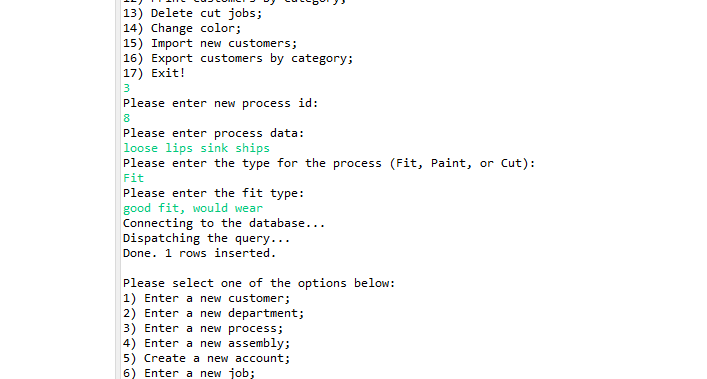 12) Print customers by category;
13) Delete cut jobs;
14) Change color;
15) Import new customers;
16) Export customers by category;
17) Exit!
3
Please enter new process id:
8
Please enter process data:
loose lips sink ships
Please enter the type for the process (Fit, Paint, or Cut):
Fit
Please enter the fit type:
good fit, would wear
Connecting to the database...
Dispatching the query...
Done. 1 rows inserted.

Please select one of the options below:
1) Enter a new customer;
2) Enter a new department;
3) Enter a new process;
4) Enter a new assembly;
5) Create a new account;
6) Enter a new job;